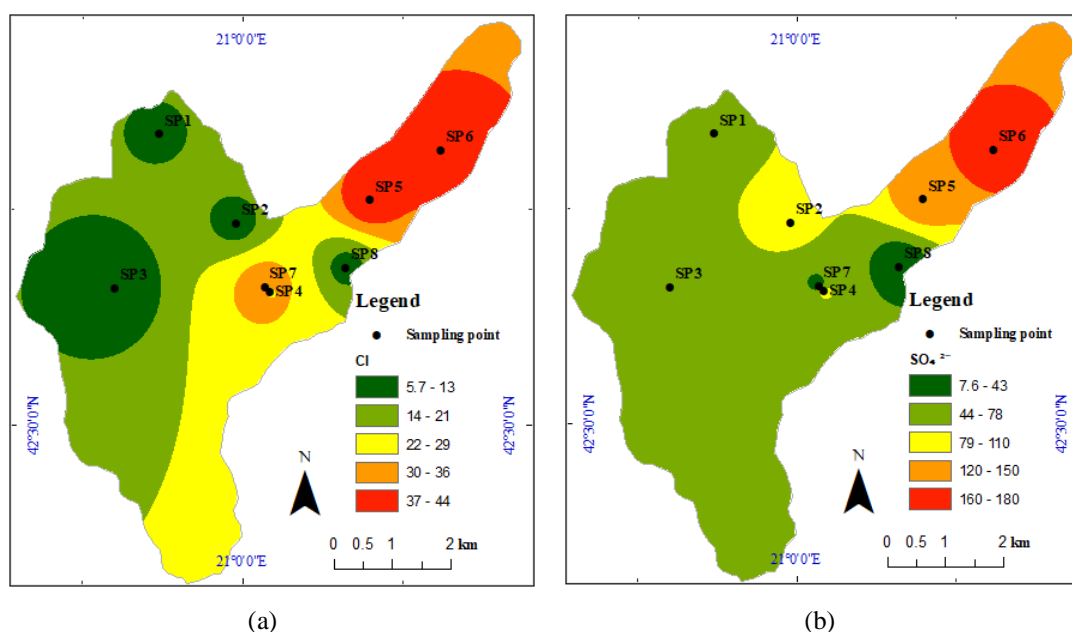 21°0'0"E
SP1
SP6
SP5
SP2
SP8
SP3
SP7
SP4
Legend
Sampling point
Cl
5.7 - 13
14 - 21
22 - 29
30 - 36
37 - 44
42°30'0"N
42°30'0"N
N
0 0.5 1 2 km
21°0'0"E
(a)
21°0'0"E
SP1
SP6
SP5
SP2
SP8
SP3
SP7
SP4
Legend
Sampling point
SO₄ ²⁻
7.6 - 43
44 - 78
79 - 110
120 - 150
160 - 180
42°30'0"N
42°30'0"N
N
0 0.5 1 2 km
21°0'0"E
(b)